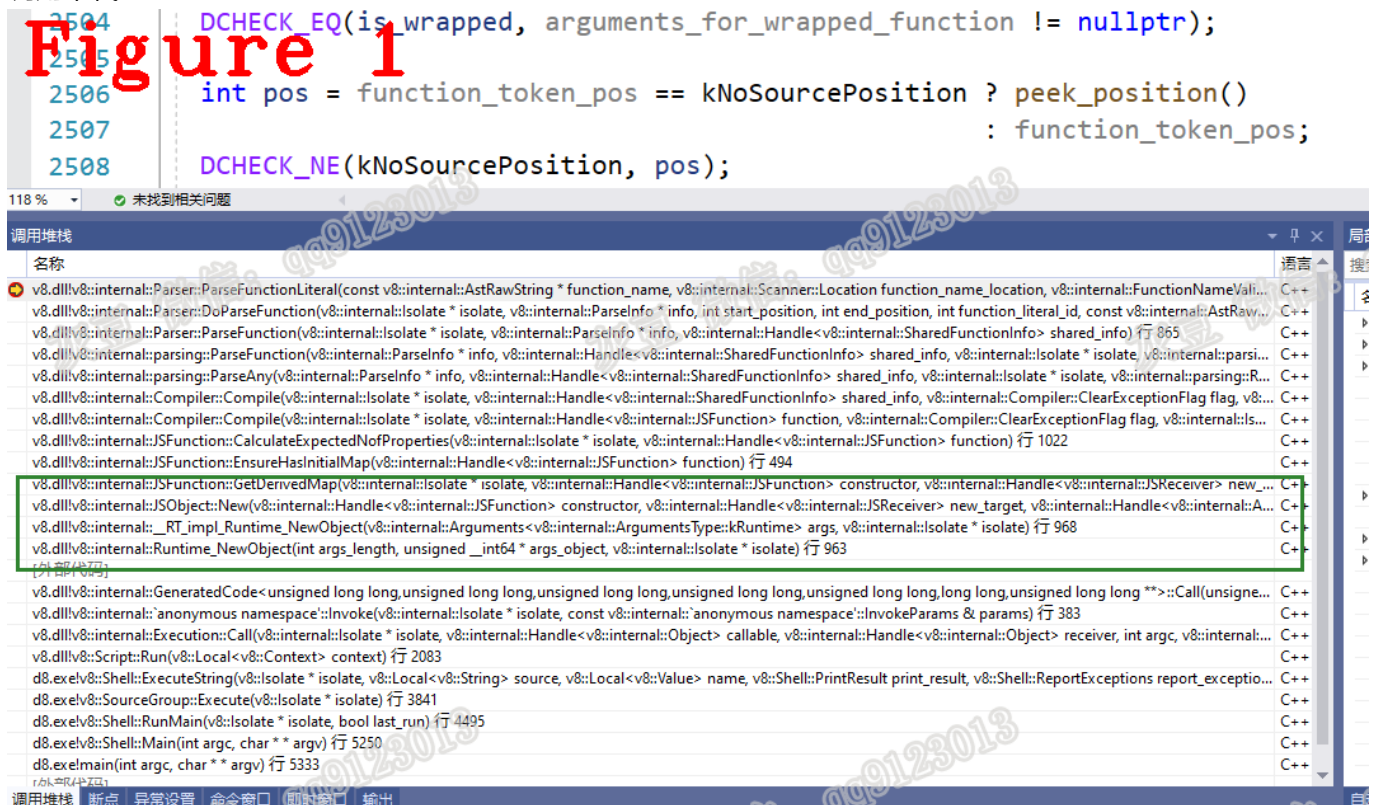 2504 DCHECK_EQ(is_wrapped, arguments_for_wrapped_function != nullptr);
Figure 1
2505
2506 int pos = function_token_pos == kNoSourcePosition ? peek_position()
2507 : function_token_pos;
2508 DCHECK_NE(kNoSourcePosition, pos);
118 % 未找到相关问题
调用堆栈
名称 语言
v8.dll!v8::internal::Parser::ParseFunctionLiteral(const v8::internal::AstRawString * function_name, v8::internal::Scanner::Location function_name_location, v8::internal::FunctionNameVali... C++
v8.dll!v8::internal::Parser::DoParseFunction(v8::internal::Isolate * isolate, v8::internal::ParseInfo * info, int start_position, int end_position, int function_literal_id, const v8::internal::AstRaw... C++
v8.dll!v8::internal::Parser::ParseFunction(v8::internal::Isolate * isolate, v8::internal::ParseInfo * info, v8::internal::Handle<v8::internal::SharedFunctionInfo> shared_info) 行 865 C++
v8.dll!v8::internal::parsing::ParseFunction(v8::internal::ParseInfo * info, v8::internal::Handle<v8::internal::SharedFunctionInfo> shared_info, v8::internal::Isolate * isolate, v8::internal::parsi... C++
v8.dll!v8::internal::parsing::ParseAny(v8::internal::ParseInfo * info, v8::internal::Handle<v8::internal::SharedFunctionInfo> shared_info, v8::internal::Isolate * isolate, v8::internal::parsing::R... C++
v8.dll!v8::internal::Compiler::Compile(v8::internal::Isolate * isolate, v8::internal::Handle<v8::internal::SharedFunctionInfo> shared_info, v8::internal::Compiler::ClearExceptionFlag flag, v8:... C++
v8.dll!v8::internal::Compiler::Compile(v8::internal::Isolate * isolate, v8::internal::Handle<v8::internal::JSFunction> function, v8::internal::Compiler::ClearExceptionFlag flag, v8::internal::Is... C++
v8.dll!v8::internal::JSFunction::CalculateExpectedNofProperties(v8::internal::Isolate * isolate, v8::internal::Handle<v8::internal::JSFunction> function) 行 1022 C++
v8.dll!v8::internal::JSFunction::EnsureHasInitialMap(v8::internal::Handle<v8::internal::JSFunction> function) 行 494 C++
v8.dll!v8::internal::JSFunction::GetDerivedMap(v8::internal::Isolate * isolate, v8::internal::Handle<v8::internal::JSFunction> constructor, v8::internal::Handle<v8::internal::JSReceiver> new_... C++
v8.dll!v8::internal::JSObject::New(v8::internal::Handle<v8::internal::JSFunction> constructor, v8::internal::Handle<v8::internal::JSReceiver> new_target, v8::internal::Handle<v8::internal::A... C++
v8.dll!v8::internal::__RT_impl_Runtime_NewObject(v8::internal::Arguments<v8::internal::ArgumentsType::kRuntime> args, v8::internal::Isolate * isolate) 行 968 C++
v8.dll!v8::internal::Runtime_NewObject(int args_length, unsigned __int64 * args_object, v8::internal::Isolate * isolate) 行 963 C++
[外部代码]
v8.dll!v8::internal::GeneratedCode<unsigned long long,unsigned long long,unsigned long long,unsigned long long,unsigned long long,long long,unsigned long long **>::Call(unsigne... C++
v8.dll!v8::internal::`anonymous namespace'::Invoke(v8::internal::Isolate * isolate, const v8::internal::`anonymous namespace'::InvokeParams & params) 行 383 C++
v8.dll!v8::internal::Execution::Call(v8::internal::Isolate * isolate, v8::internal::Handle<v8::internal::Object> callable, v8::internal::Handle<v8::internal::Object> receiver, int argc, v8::internal:... C++
v8.dll!v8::Script::Run(v8::Local<v8::Context> context) 行 2083 C++
d8.exe!v8::Shell::ExecuteString(v8::Isolate * isolate, v8::Local<v8::String> source, v8::Local<v8::Value> name, v8::Shell::PrintResult print_result, v8::Shell::ReportExceptions report_exceptio... C++
d8.exe!v8::SourceGroup::Execute(v8::Isolate * isolate) 行 3841 C++
d8.exe!v8::Shell::RunMain(v8::Isolate * isolate, bool last_run) 行 4495 C++
d8.exe!v8::Shell::Main(int argc, char * * argv) 行 5250 C++
d8.exe!main(int argc, char * * argv) 行 5333 C++
[外部代码]
调用堆栈 断点 异常设置 命令窗口 即时窗口 输出